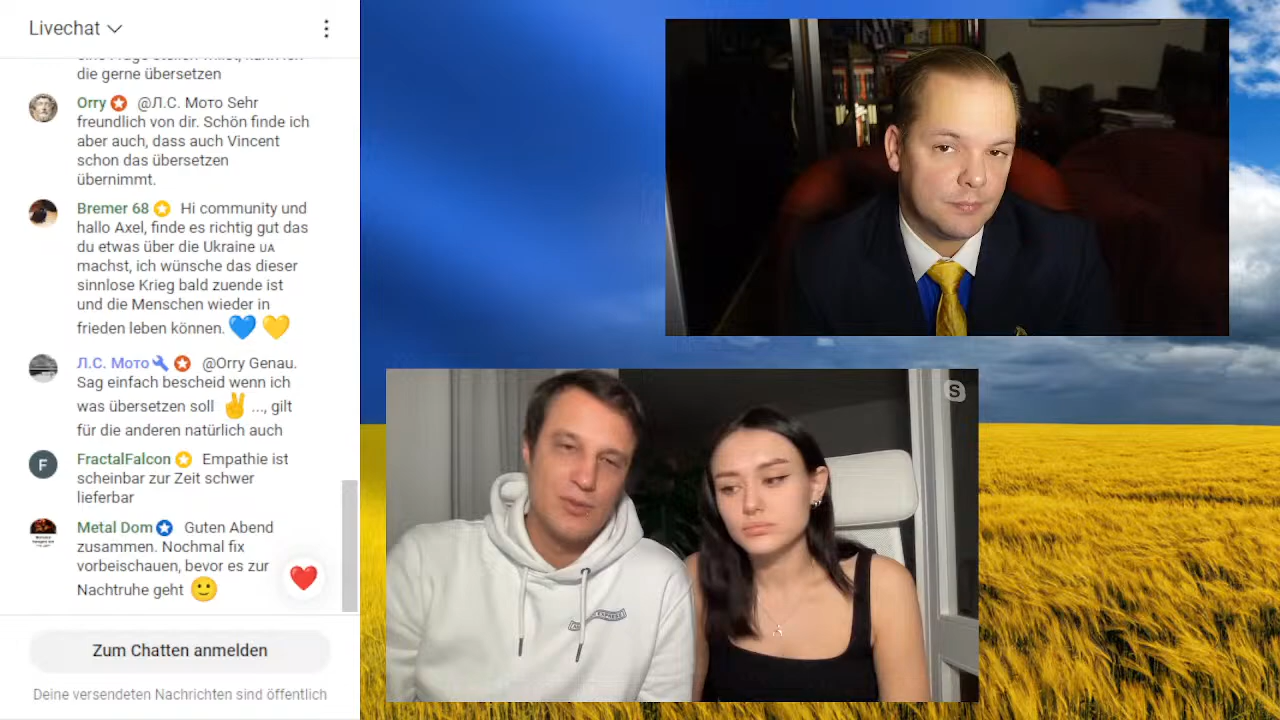 Livechat
die gerne übersetzen
Orry @Л.С. Мото Sehr
freundlich von dir. Schön finde ich
aber auch, dass auch Vincent
schon das übersetzen
übernimmt.
Bremer 68 Hi community und
hallo Axel, finde es richtig gut das
du etwas über die Ukraine UA
machst, ich wünsche das dieser
sinnlose Krieg bald zuende ist
und die Menschen wieder in
frieden leben können. 💙 💛
Л.С. Мото @Orry Genau.
Sag einfach bescheid wenn ich
was übersetzen soll ✌ ..., gilt
für die anderen natürlich auch
F
FractalFalcon Empathie ist
scheinbar zur Zeit schwer
lieferbar
Metal Dom Guten Abend
zusammen. Nochmal fix
vorbeischauen, bevor es zur
Nachtruhe geht 🙂
Zum Chatten anmelden
Deine versendeten Nachrichten sind öffentlich
S